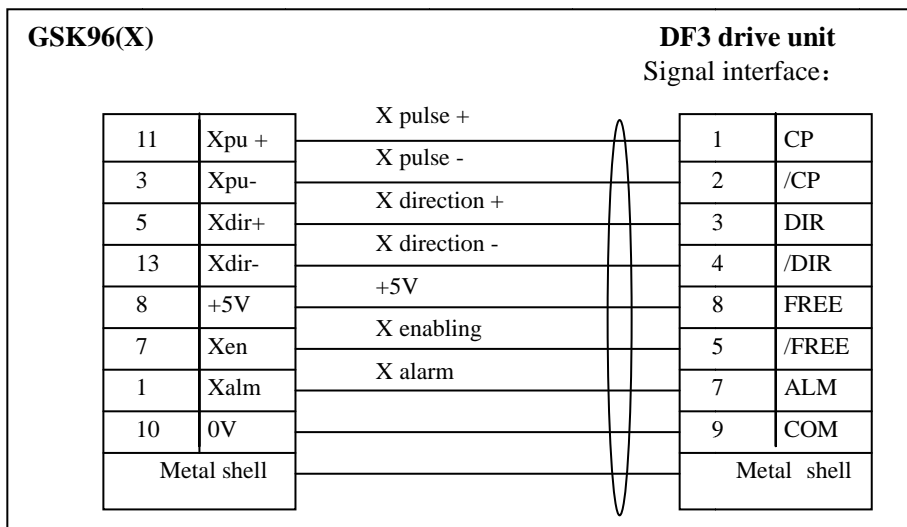 GSK96(X) DF3 drive unit
Signal interface：
X pulse +
11 Xpu + 1 CP
X pulse -
3 Xpu- 2 /CP
X direction +
5 Xdir+ 3 DIR
X direction -
13 Xdir- 4 /DIR
+5V
8 +5V 8 FREE
X enabling
7 Xen 5 /FREE
X alarm
1 Xalm 7 ALM
10 0V 9 COM
Metal shell Metal shell